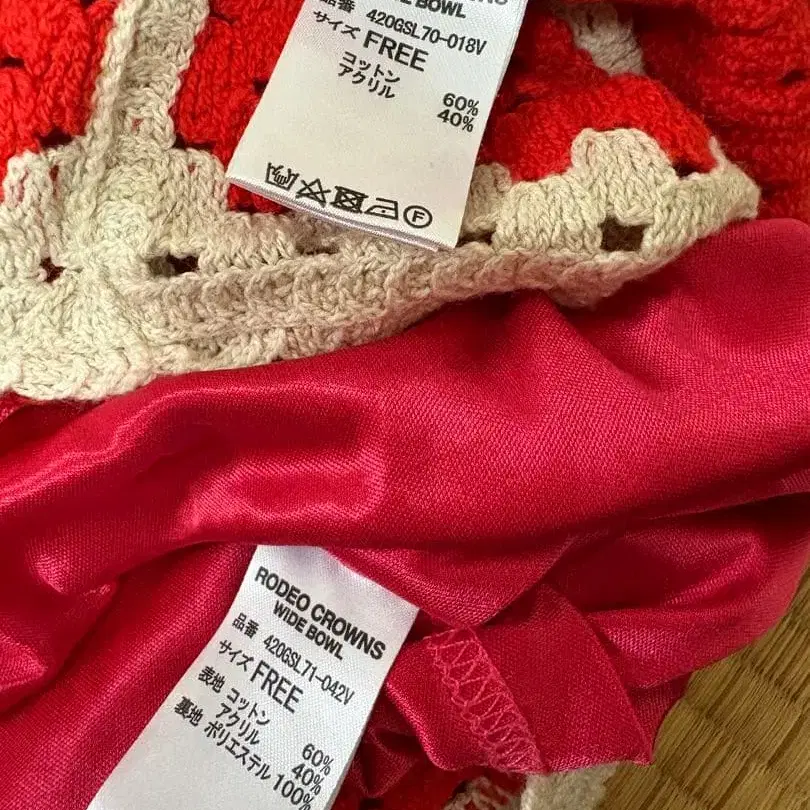 WIDE BOWL
品番 420GSL70-018V
サイズ FREE
コットン 60%
アクリル 40%
F
RODEO CROWNS
WIDE BOWL
品番 420GSL71-042V
サイズ FREE
表地 コットン 60%
アクリル 40%
裏地 ポリエステル 100%